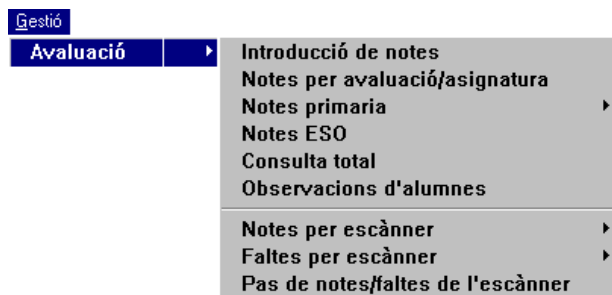 Gestió
Avaluació
Introducció de notes
Notes per avaluació/asignatura
Notes primaria
Notes ESO
Consulta total
Observacions d'alumnes
Notes per escànner
Faltes per escànner
Pas de notes/faltes de l'escànner